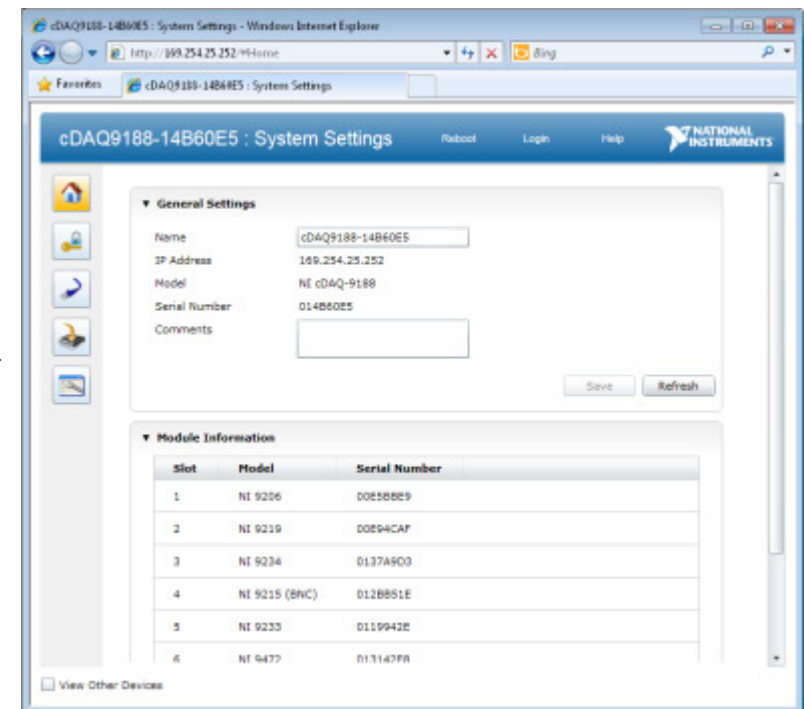 cDAQ9188-14B60E5 : System Settings - Windows Internet Explorer
http://169.254.25.252/#Home
Bing
Favorites cDAQ9188-14B60E5 : System Settings
cDAQ9188-14B60E5 : System Settings Reboot Login Help NATIONAL INSTRUMENTS
General Settings
Name cDAQ9188-14B60E5
IP Address 169.254.25.252
Model NI cDAQ-9188
Serial Number 014B60E5
Comments
Save Refresh
Module Information
Slot Model Serial Number
1 NI 9206
2 NI 9219 00E94CAF
3 NI 9234 0137A9D3
4 NI 9215 (BNC)
5 NI 9233 0119942E
6 NI 9472
View Other Devices